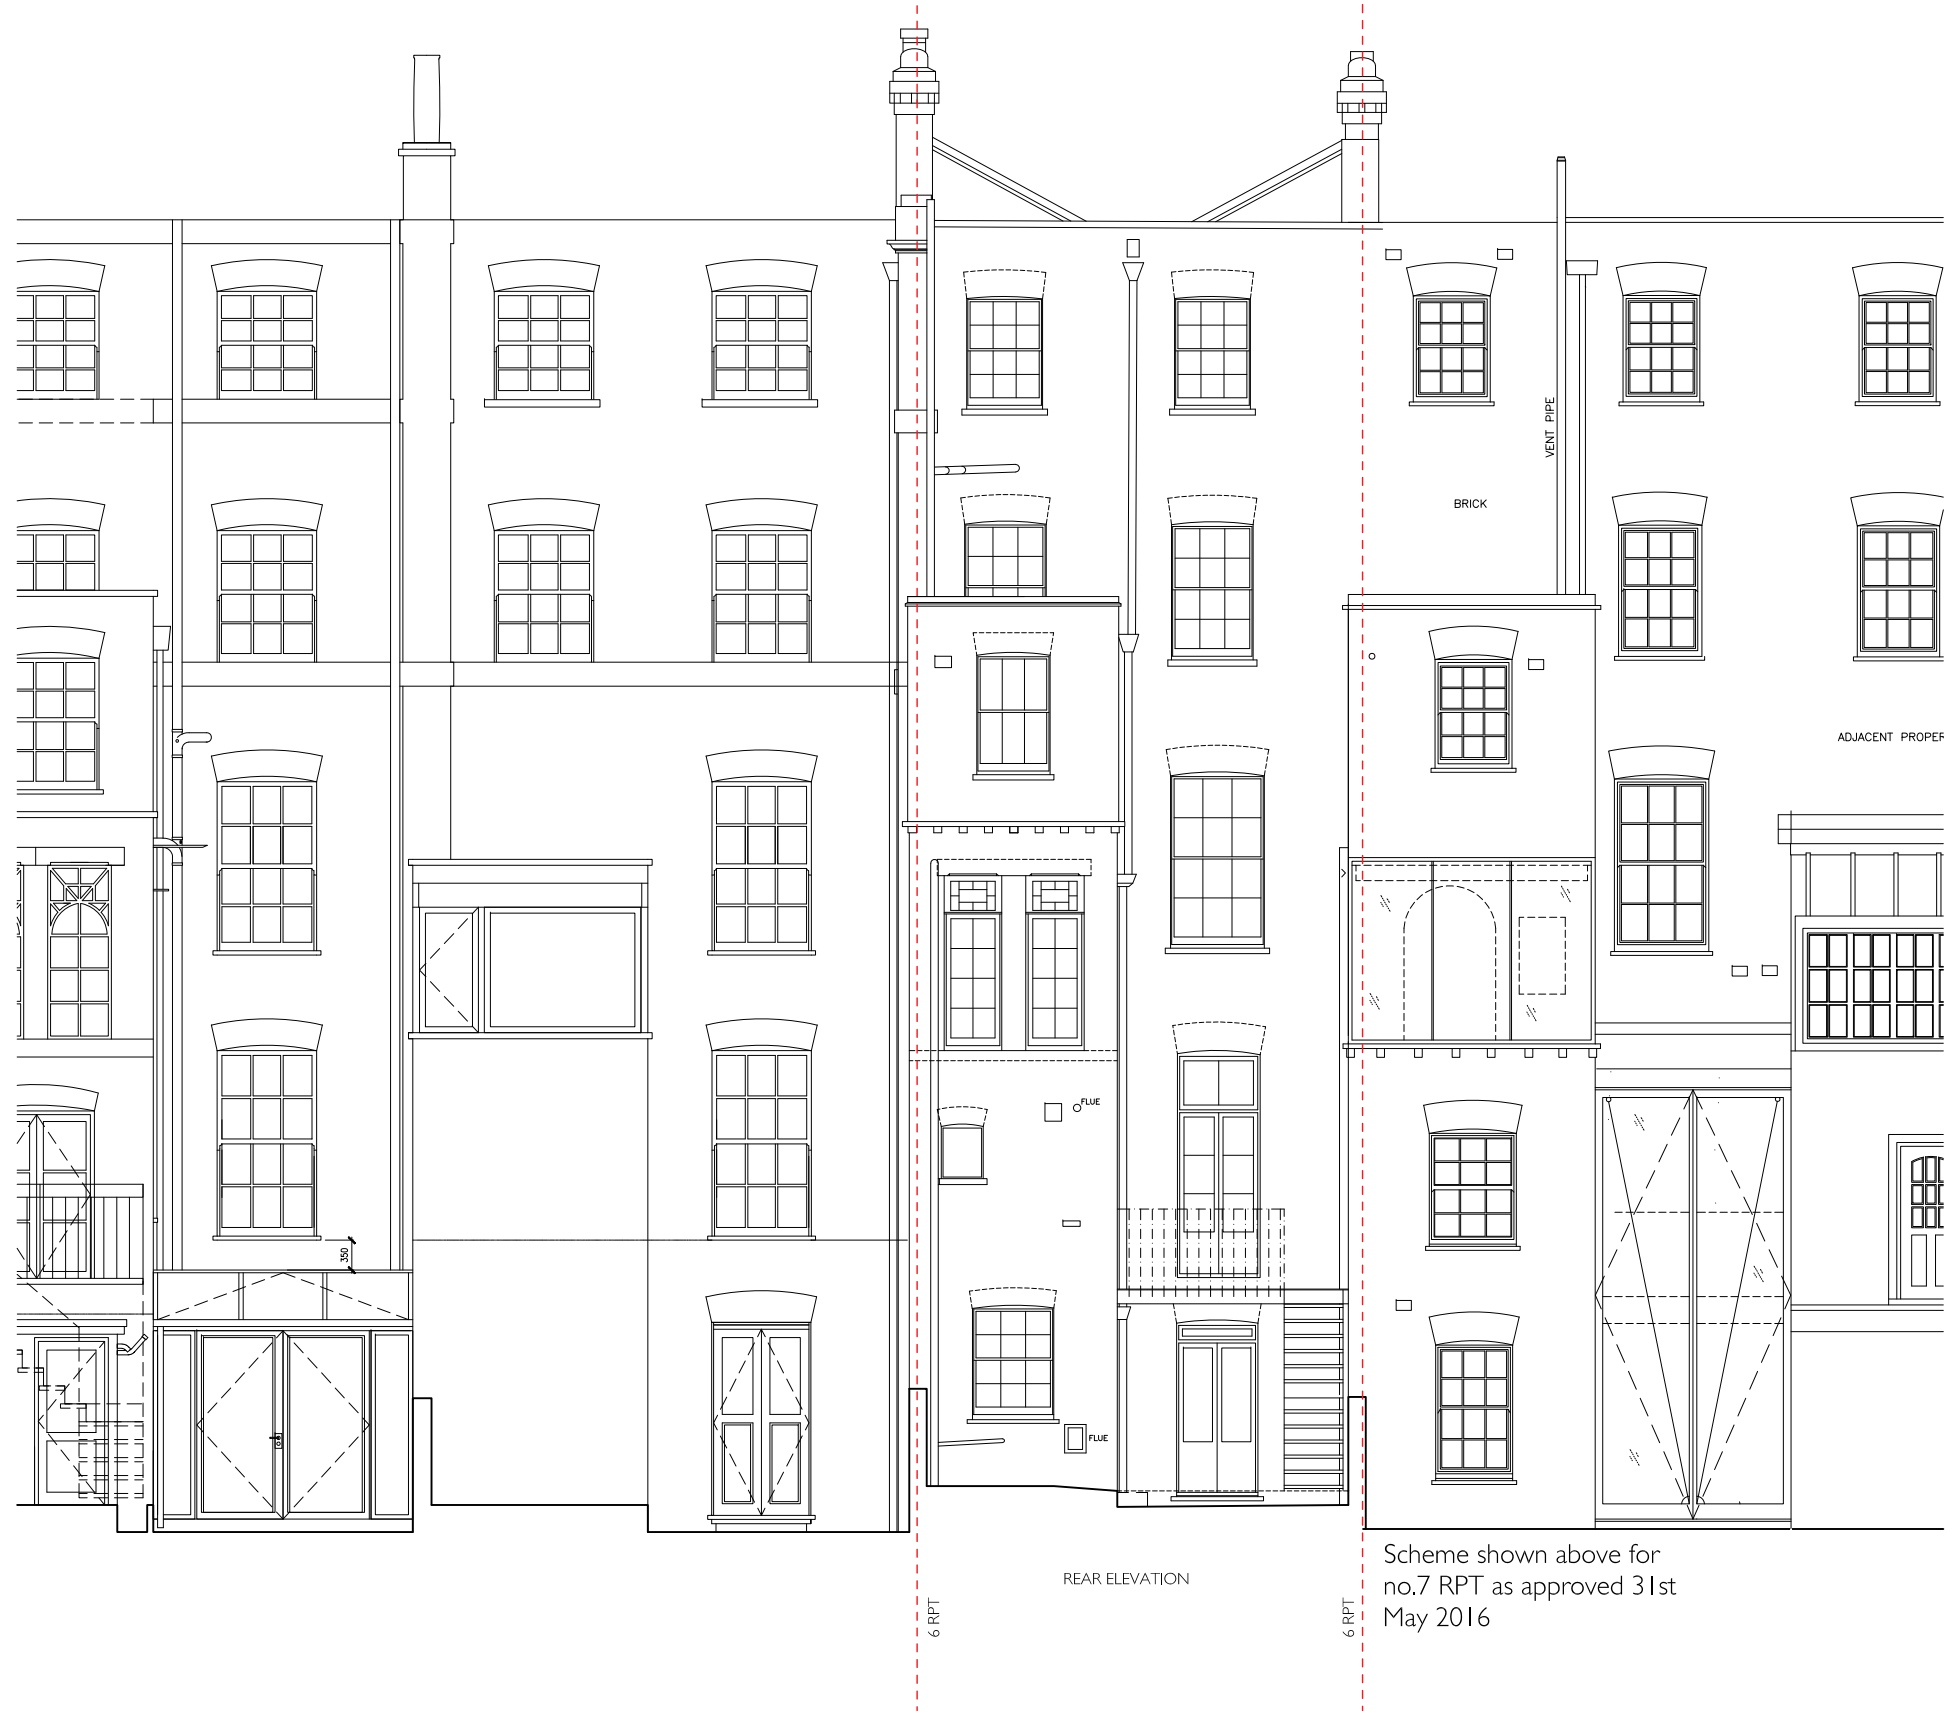 VENT PIPE
BRICK
ADJACENT PROPER
FLUE
350
FLUE
REAR ELEVATION
6 RPT
6 RPT
Scheme shown above for
no.7 RPT as approved 31st
May 2016